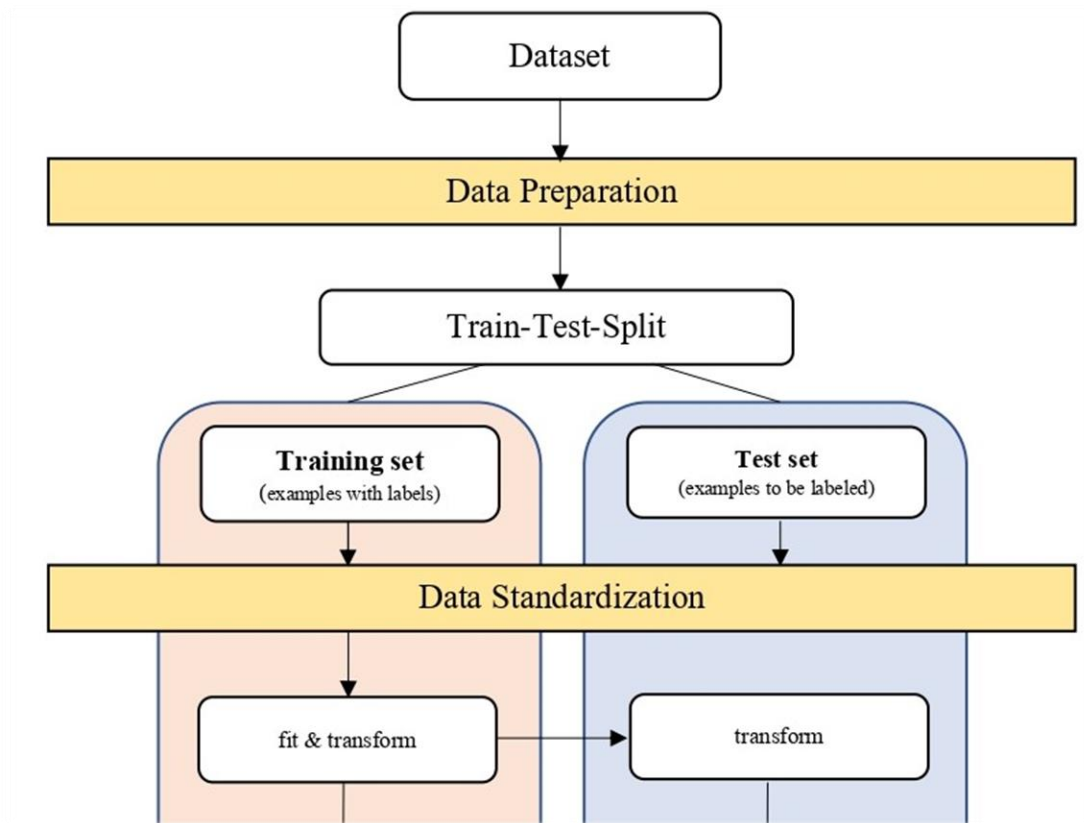 Dataset
Data Preparation
Train-Test-Split
Training set
(examples with labels)
Test set
(examples to be labeled)
Data Standardization
fit & transform
transform